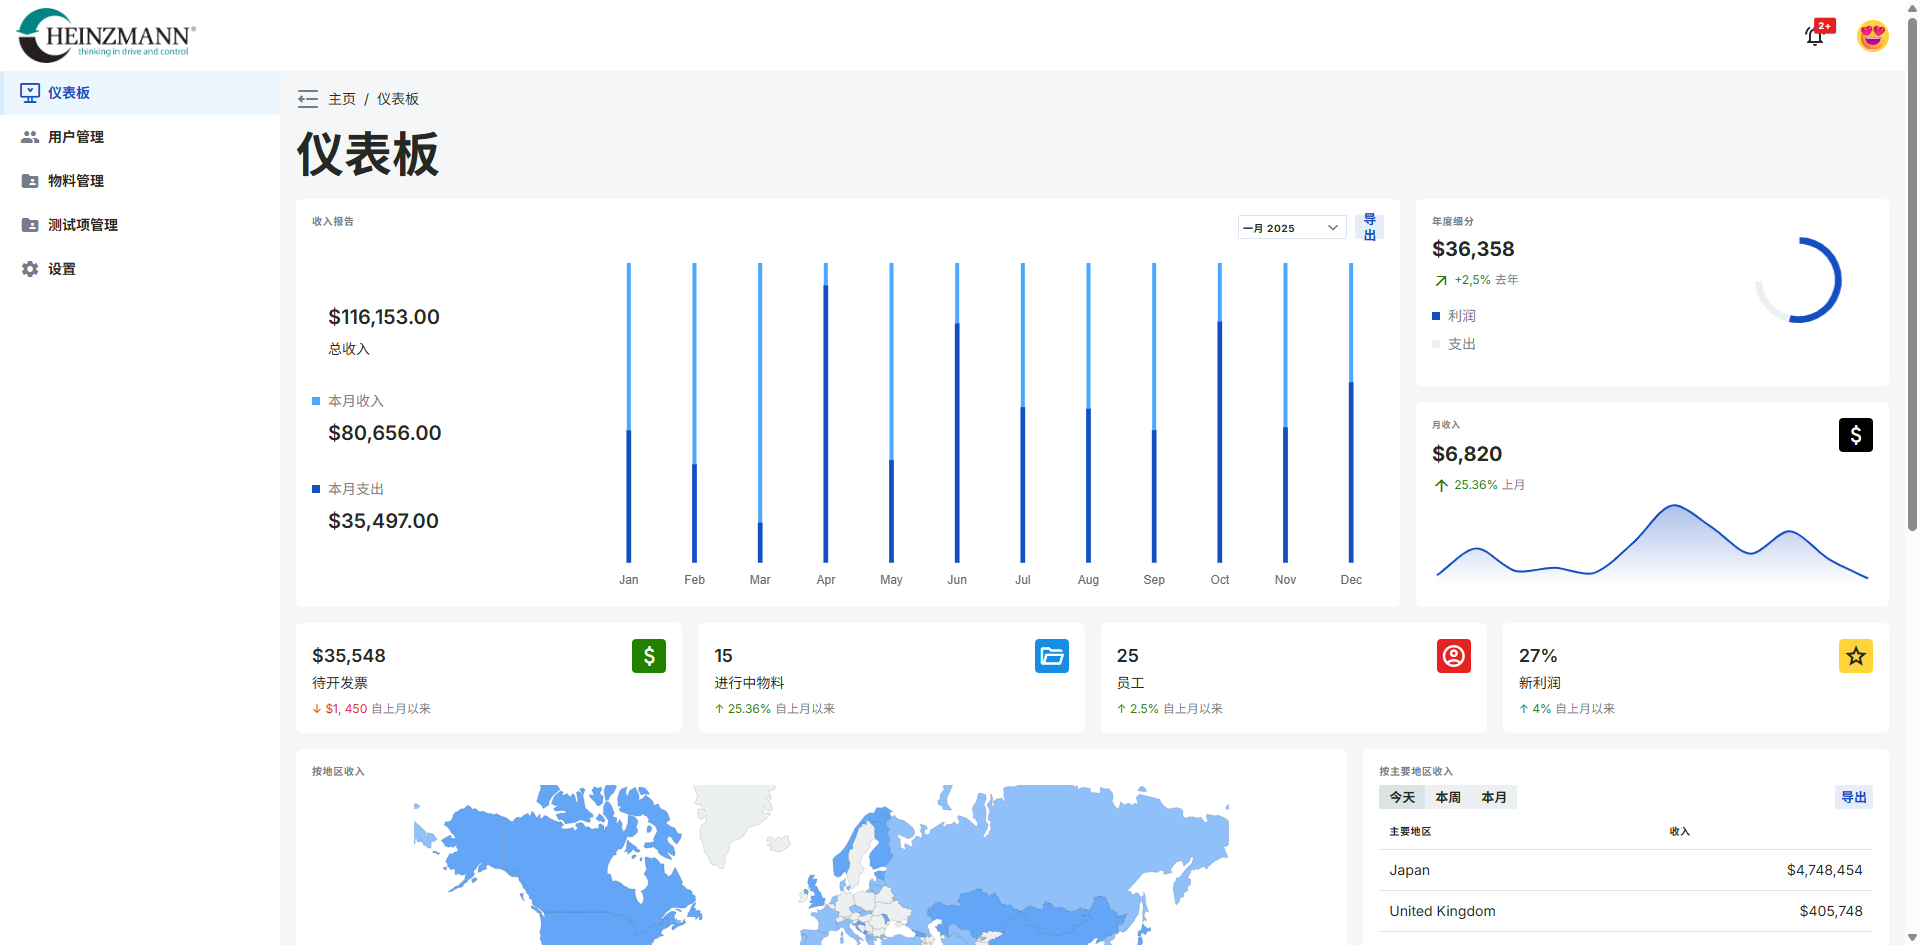 HEINZMANN®
thinking in drive and control
2+
仪表板
用户管理
物料管理
测试项管理
设置
主页 / 仪表板
仪表板
收入报告
一月 2025
导出
$116,153.00
总收入
本月收入
$80,656.00
本月支出
$35,497.00
Jan Feb Mar Apr May Jun Jul Aug Sep Oct Nov Dec
年度细分
$36,358
+2,5% 去年
利润
支出
月收入
$6,820
25.36% 上月
$35,548
待开发票
$1, 450 自上月以来
15
进行中物料
25.36% 自上月以来
25
员工
2.5% 自上月以来
27%
新利润
4% 自上月以来
按地区收入
按主要地区收入
今天 本周 本月
导出
主要地区 收入
Japan $4,748,454
United Kingdom $405,748